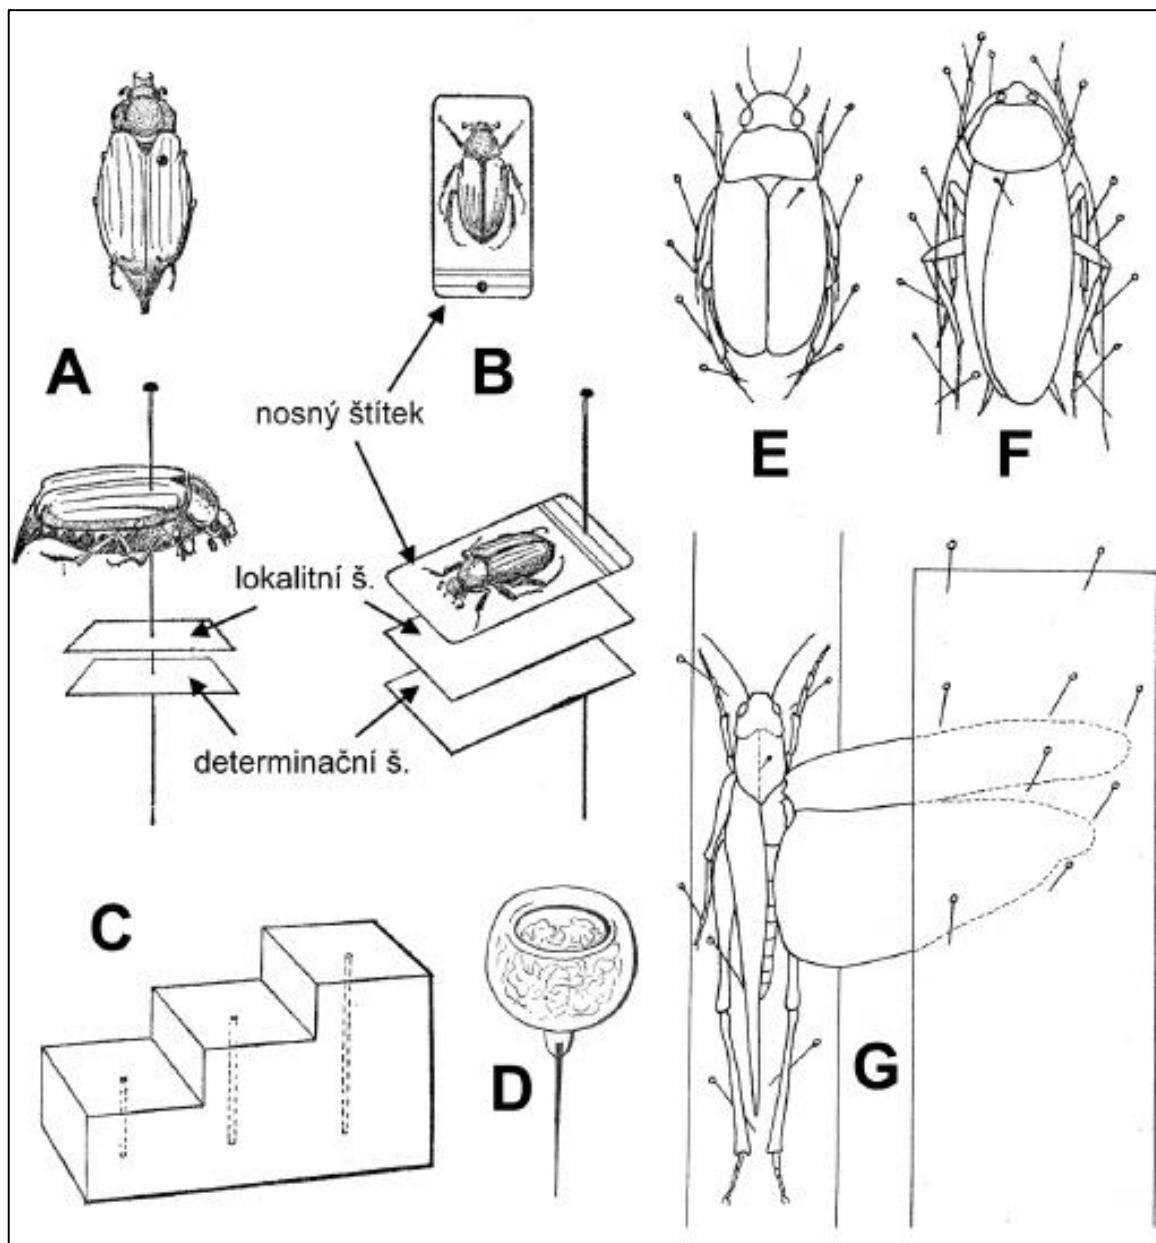 A
B
nosný štítek
E
F
lokalitní š.
determinační š.
C
D
G